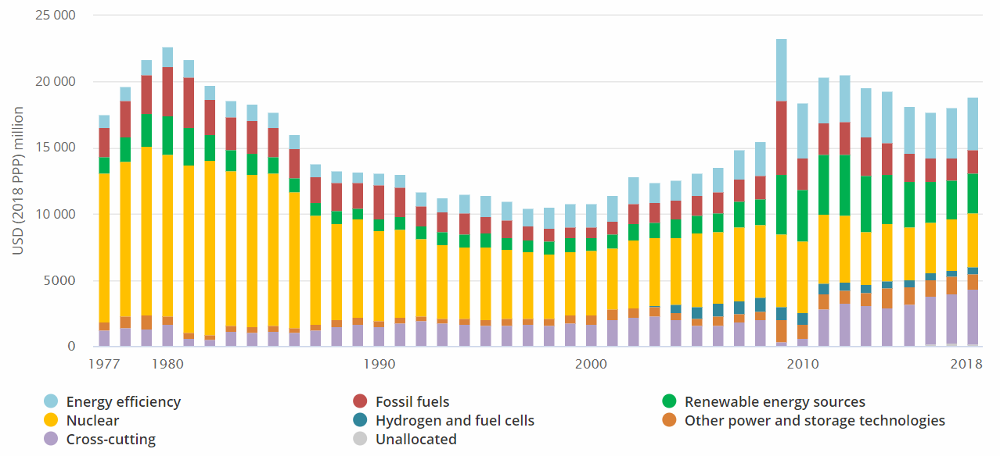 25 000
20 000
15 000
10 000
5000
0
USD (2018 PPP) million
1977 1980 1990 2000 2010 2018
Energy efficiency Fossil fuels Renewable energy sources
Nuclear Hydrogen and fuel cells Other power and storage technologies
Cross-cutting Unallocated